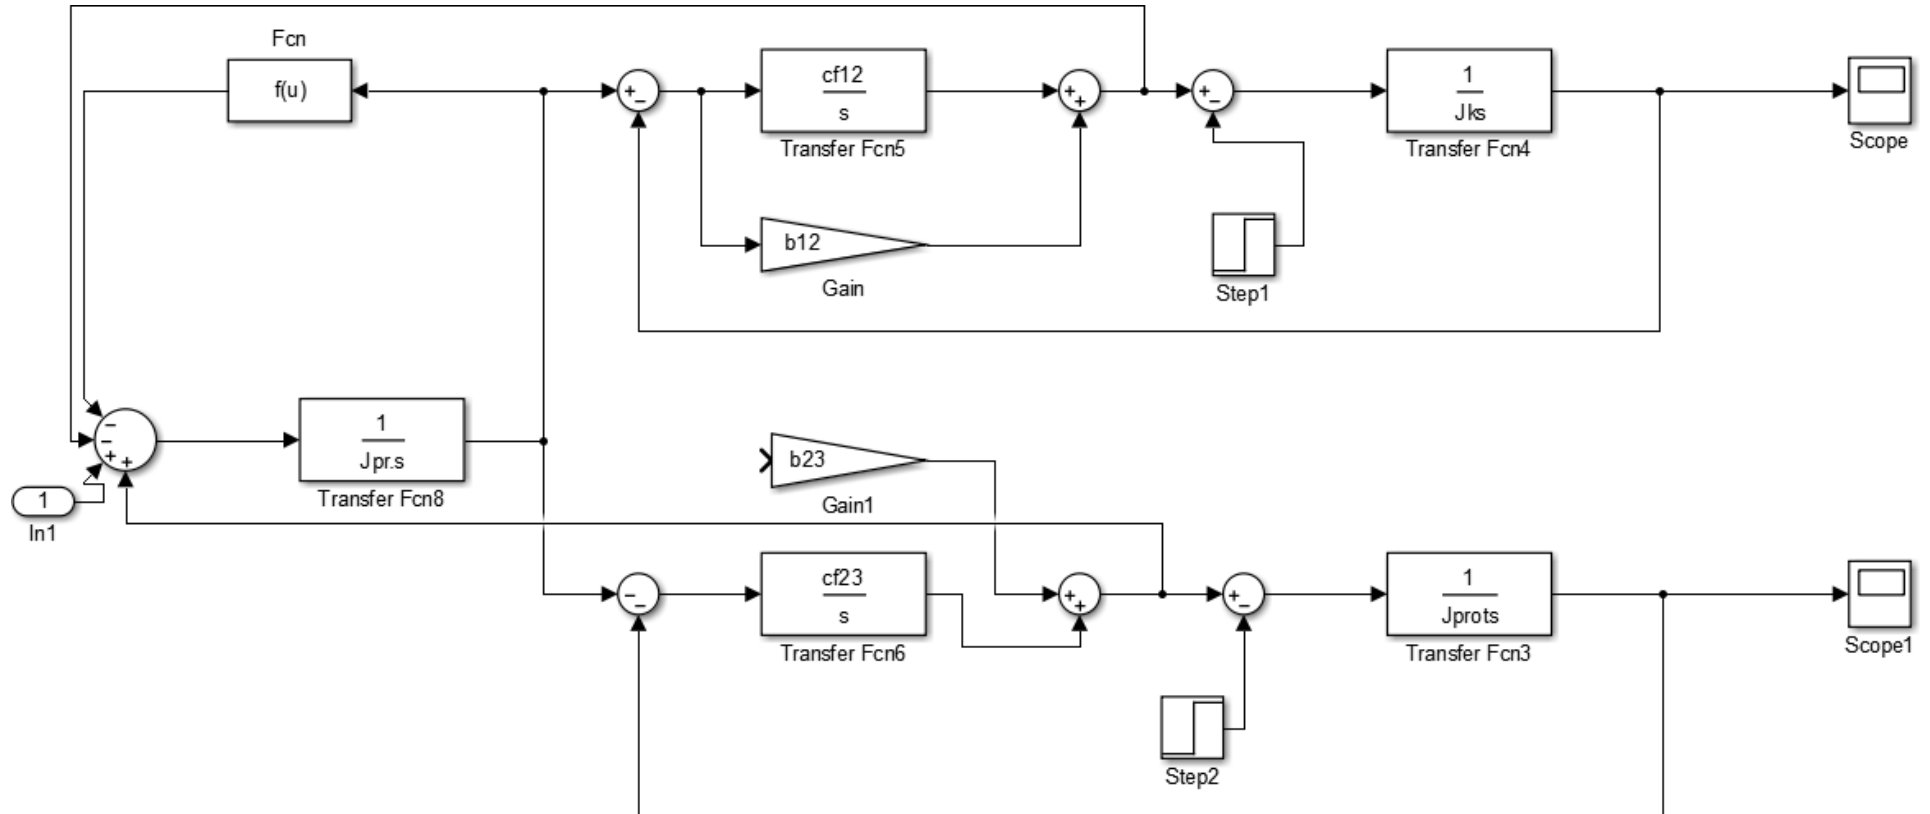 Fcn
f(u)
+
−
cf12
s
Transfer Fcn5
+
+
+
−
1
Jks
Transfer Fcn4
Scope
b12
Gain
Step1
−
−
+
+
1
Jpr.s
Transfer Fcn8
b23
Gain1
1
In1
−
−
cf23
s
Transfer Fcn6
+
+
+
−
1
Jprots
Transfer Fcn3
Scope1
Step2